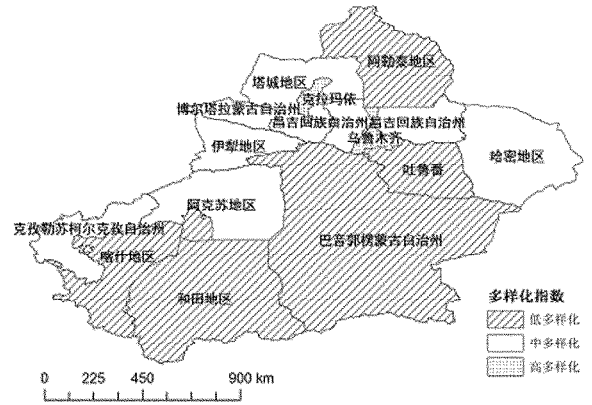 阿勒泰地区
塔城地区
克拉玛依
博尔塔拉蒙古自治州
昌吉回族自治州 昌吉回族自治州
乌鲁木齐
伊犁地区
哈密地区
吐鲁番
阿克苏地区
克孜勒苏柯尔克孜自治州
巴音郭楞蒙古自治州
喀什地区
和田地区
多样化指数
低多样化
中多样化
高多样化
0 225 450 900 km